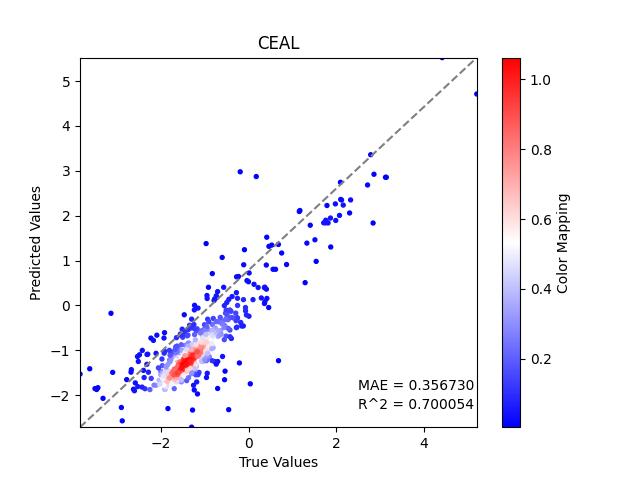 CEAL
5
4
3
2
1
0
−1
−2
Predicted Values
−2
0
2
4
True Values
MAE = 0.356730
R^2 = 0.700054
1.0
0.8
0.6
0.4
0.2
Color Mapping